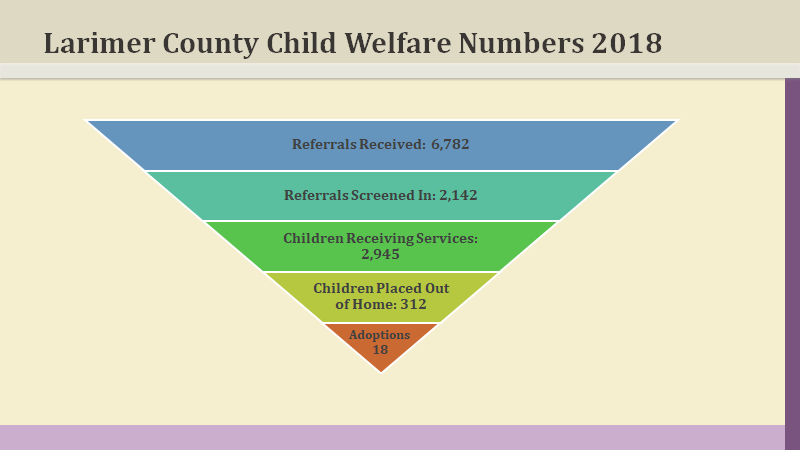 Larimer County Child Welfare Numbers 2018
Referrals Received: 6,782
Referrals Screened In: 2,142
Children Receiving Services:
2,945
Children Placed Out
of Home: 312
Adoptions
18